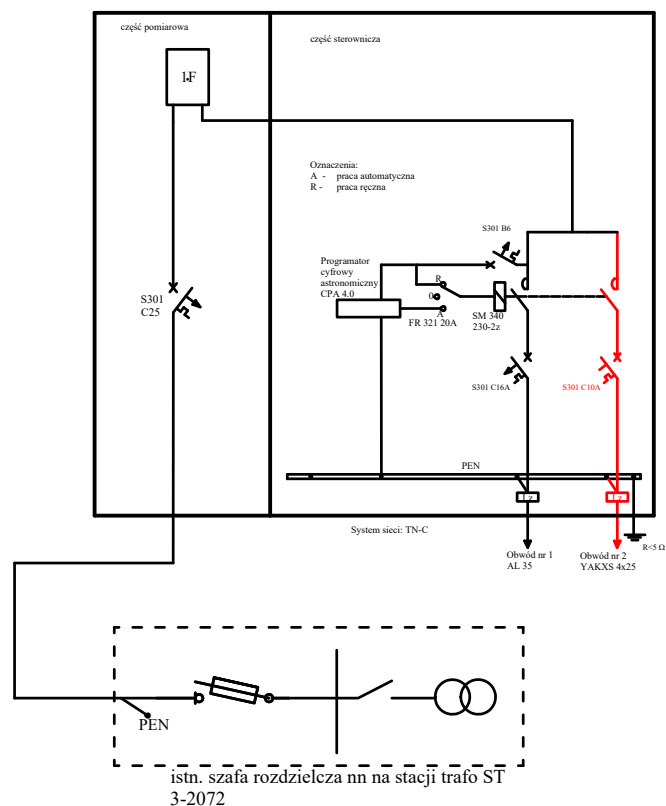 część pomiarowa
część sterownicza
1F
Oznaczenia:
A - praca automatyczna
R - praca ręczna
S301 B6
Programator
cyfrowy
astronomiczny
CPA 4.0
R
0
A
FR 321 20A
SM 340
230-2z
S301
C25
S301 C16A
S301 C10A
PEN
Lz
Lz
System sieci: TN-C
R<5 Ω
Obwód nr 1
AL 35
Obwód nr 2
YAKXS 4x25
PEN
istn. szafa rozdzielcza nn na stacji trafo ST
3-2072